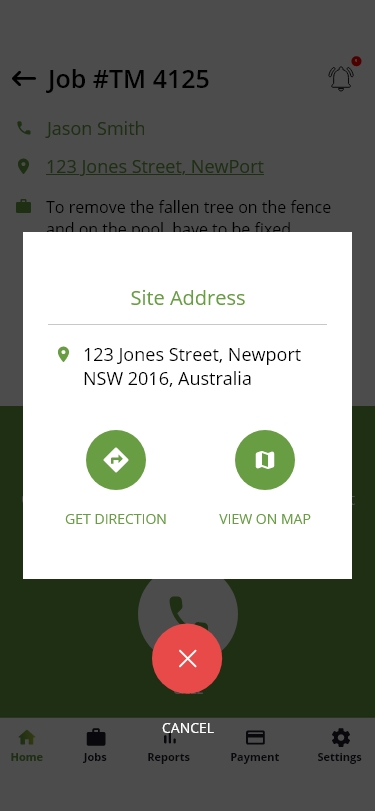 Job #TM 4125
Jason Smith
123 Jones Street, NewPort
To remove the fallen tree on the fence
and on the pool, have to be fixed
Site Address
123 Jones Street, Newport
NSW 2016, Australia
GET DIRECTION
VIEW ON MAP
CANCEL
Home
Jobs
Reports
Payment
Settings